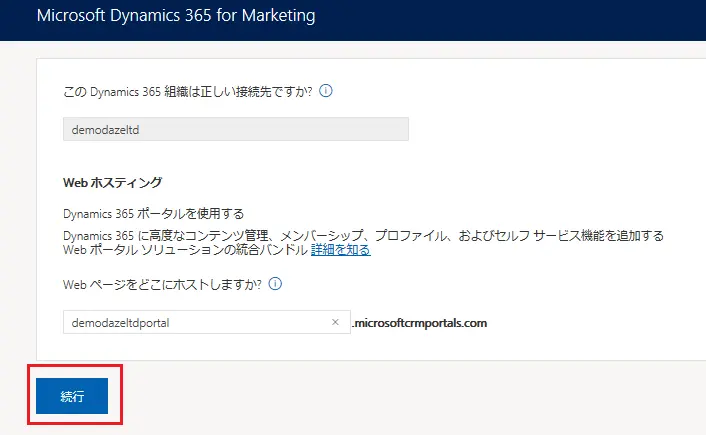 Microsoft Dynamics 365 for Marketing
この Dynamics 365 組織は正しい接続先ですか?
demodazeltd
Web ホスティング
Dynamics 365 ポータルを使用する
Dynamics 365 に高度なコンテンツ管理、メンバーシップ、プロファイル、およびセルフ サービス機能を追加する
Web ポータル ソリューションの統合バンドル 詳細を知る
Web ページをどこにホストしますか?
demodazeltdportal .microsoftcrmportals.com
続行